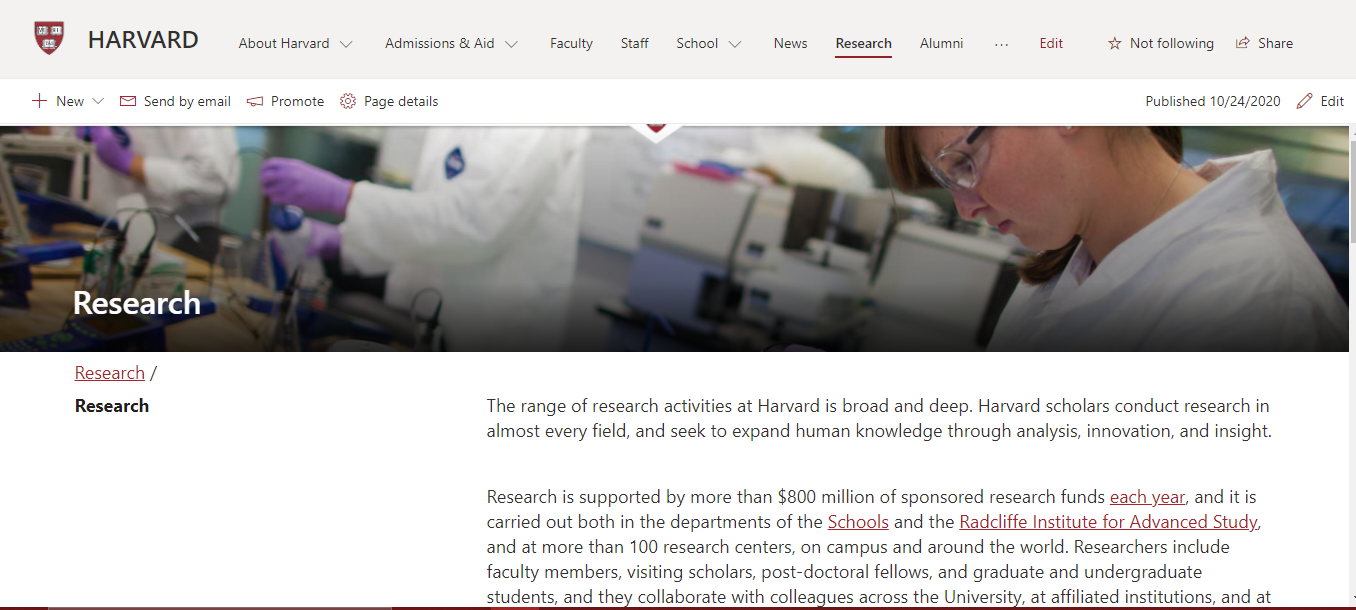 HARVARD
About Harvard Admissions & Aid Faculty Staff School News Research Alumni ... Edit Not following Share
New Send by email Promote Page details Published 10/24/2020 Edit
Research
Research /
Research
The range of research activities at Harvard is broad and deep. Harvard scholars conduct research in
almost every field, and seek to expand human knowledge through analysis, innovation, and insight.
Research is supported by more than $800 million of sponsored research funds each year, and it is
carried out both in the departments of the Schools and the Radcliffe Institute for Advanced Study,
and at more than 100 research centers, on campus and around the world. Researchers include
faculty members, visiting scholars, post-doctoral fellows, and graduate and undergraduate
students, and they collaborate with colleagues across the University, at affiliated institutions, and at